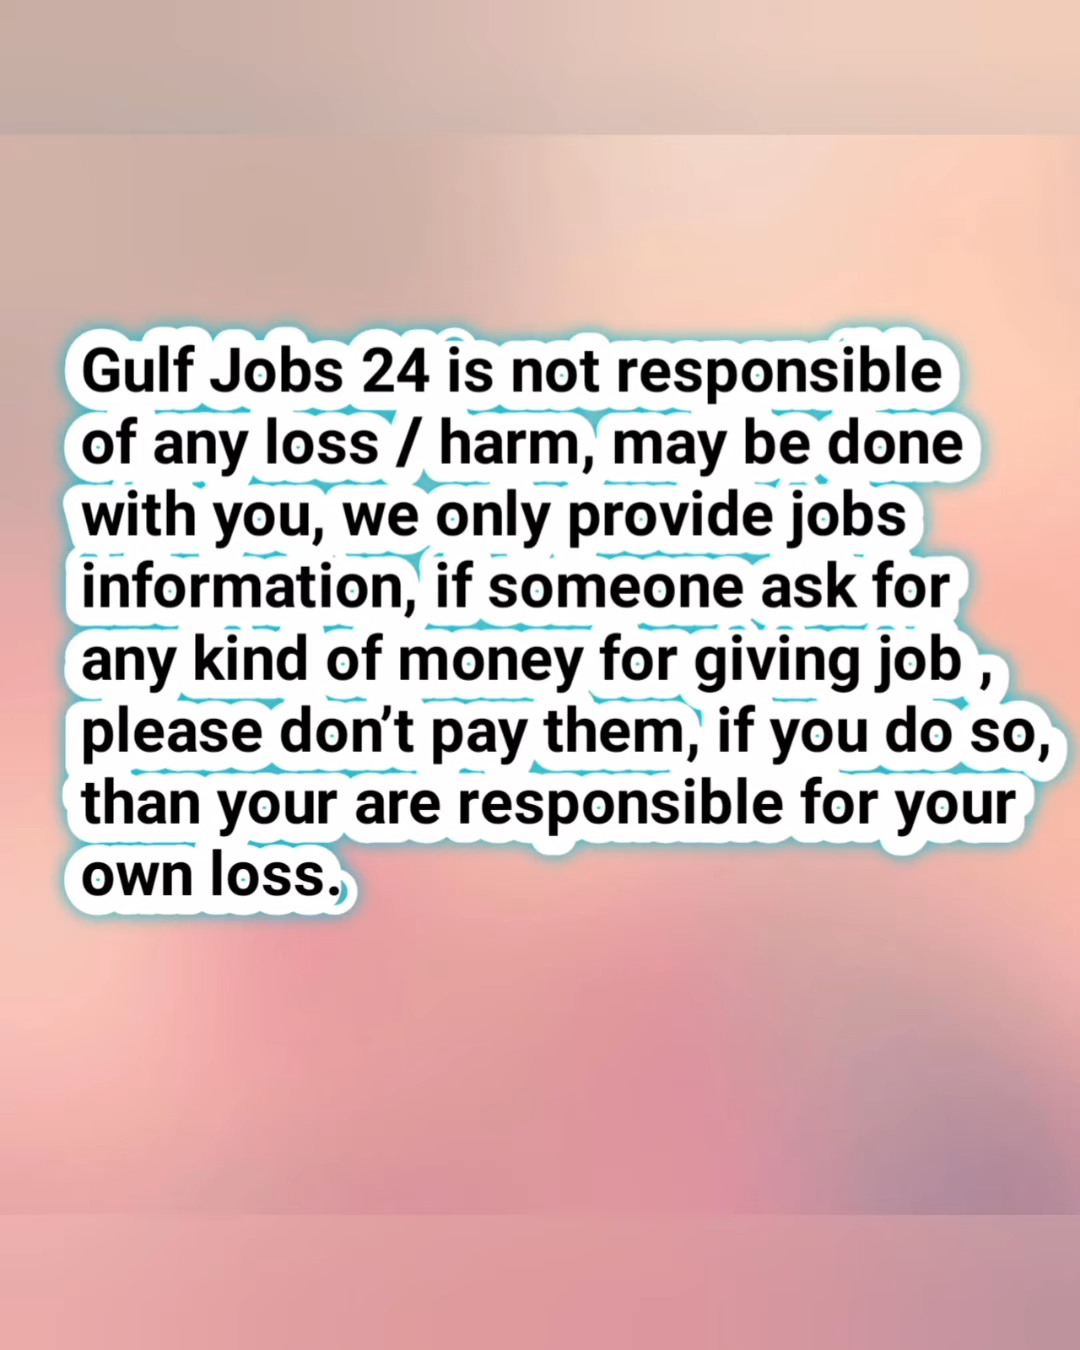 Gulf Jobs 24 is not responsible
of any loss / harm, may be done
with you, we only provide jobs
information, if someone ask for
any kind of money for giving job ,
please don’t pay them, if you do so,
than your are responsible for your
own loss.